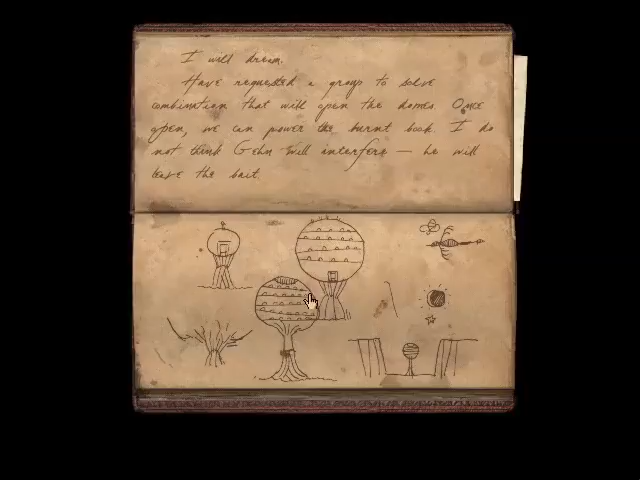 I will dream.
Have requested a group to solve
combination that will open the domes. Once
open, we can power the burnt book. I do
not think Gehn will interfere — he will
leave the bait.